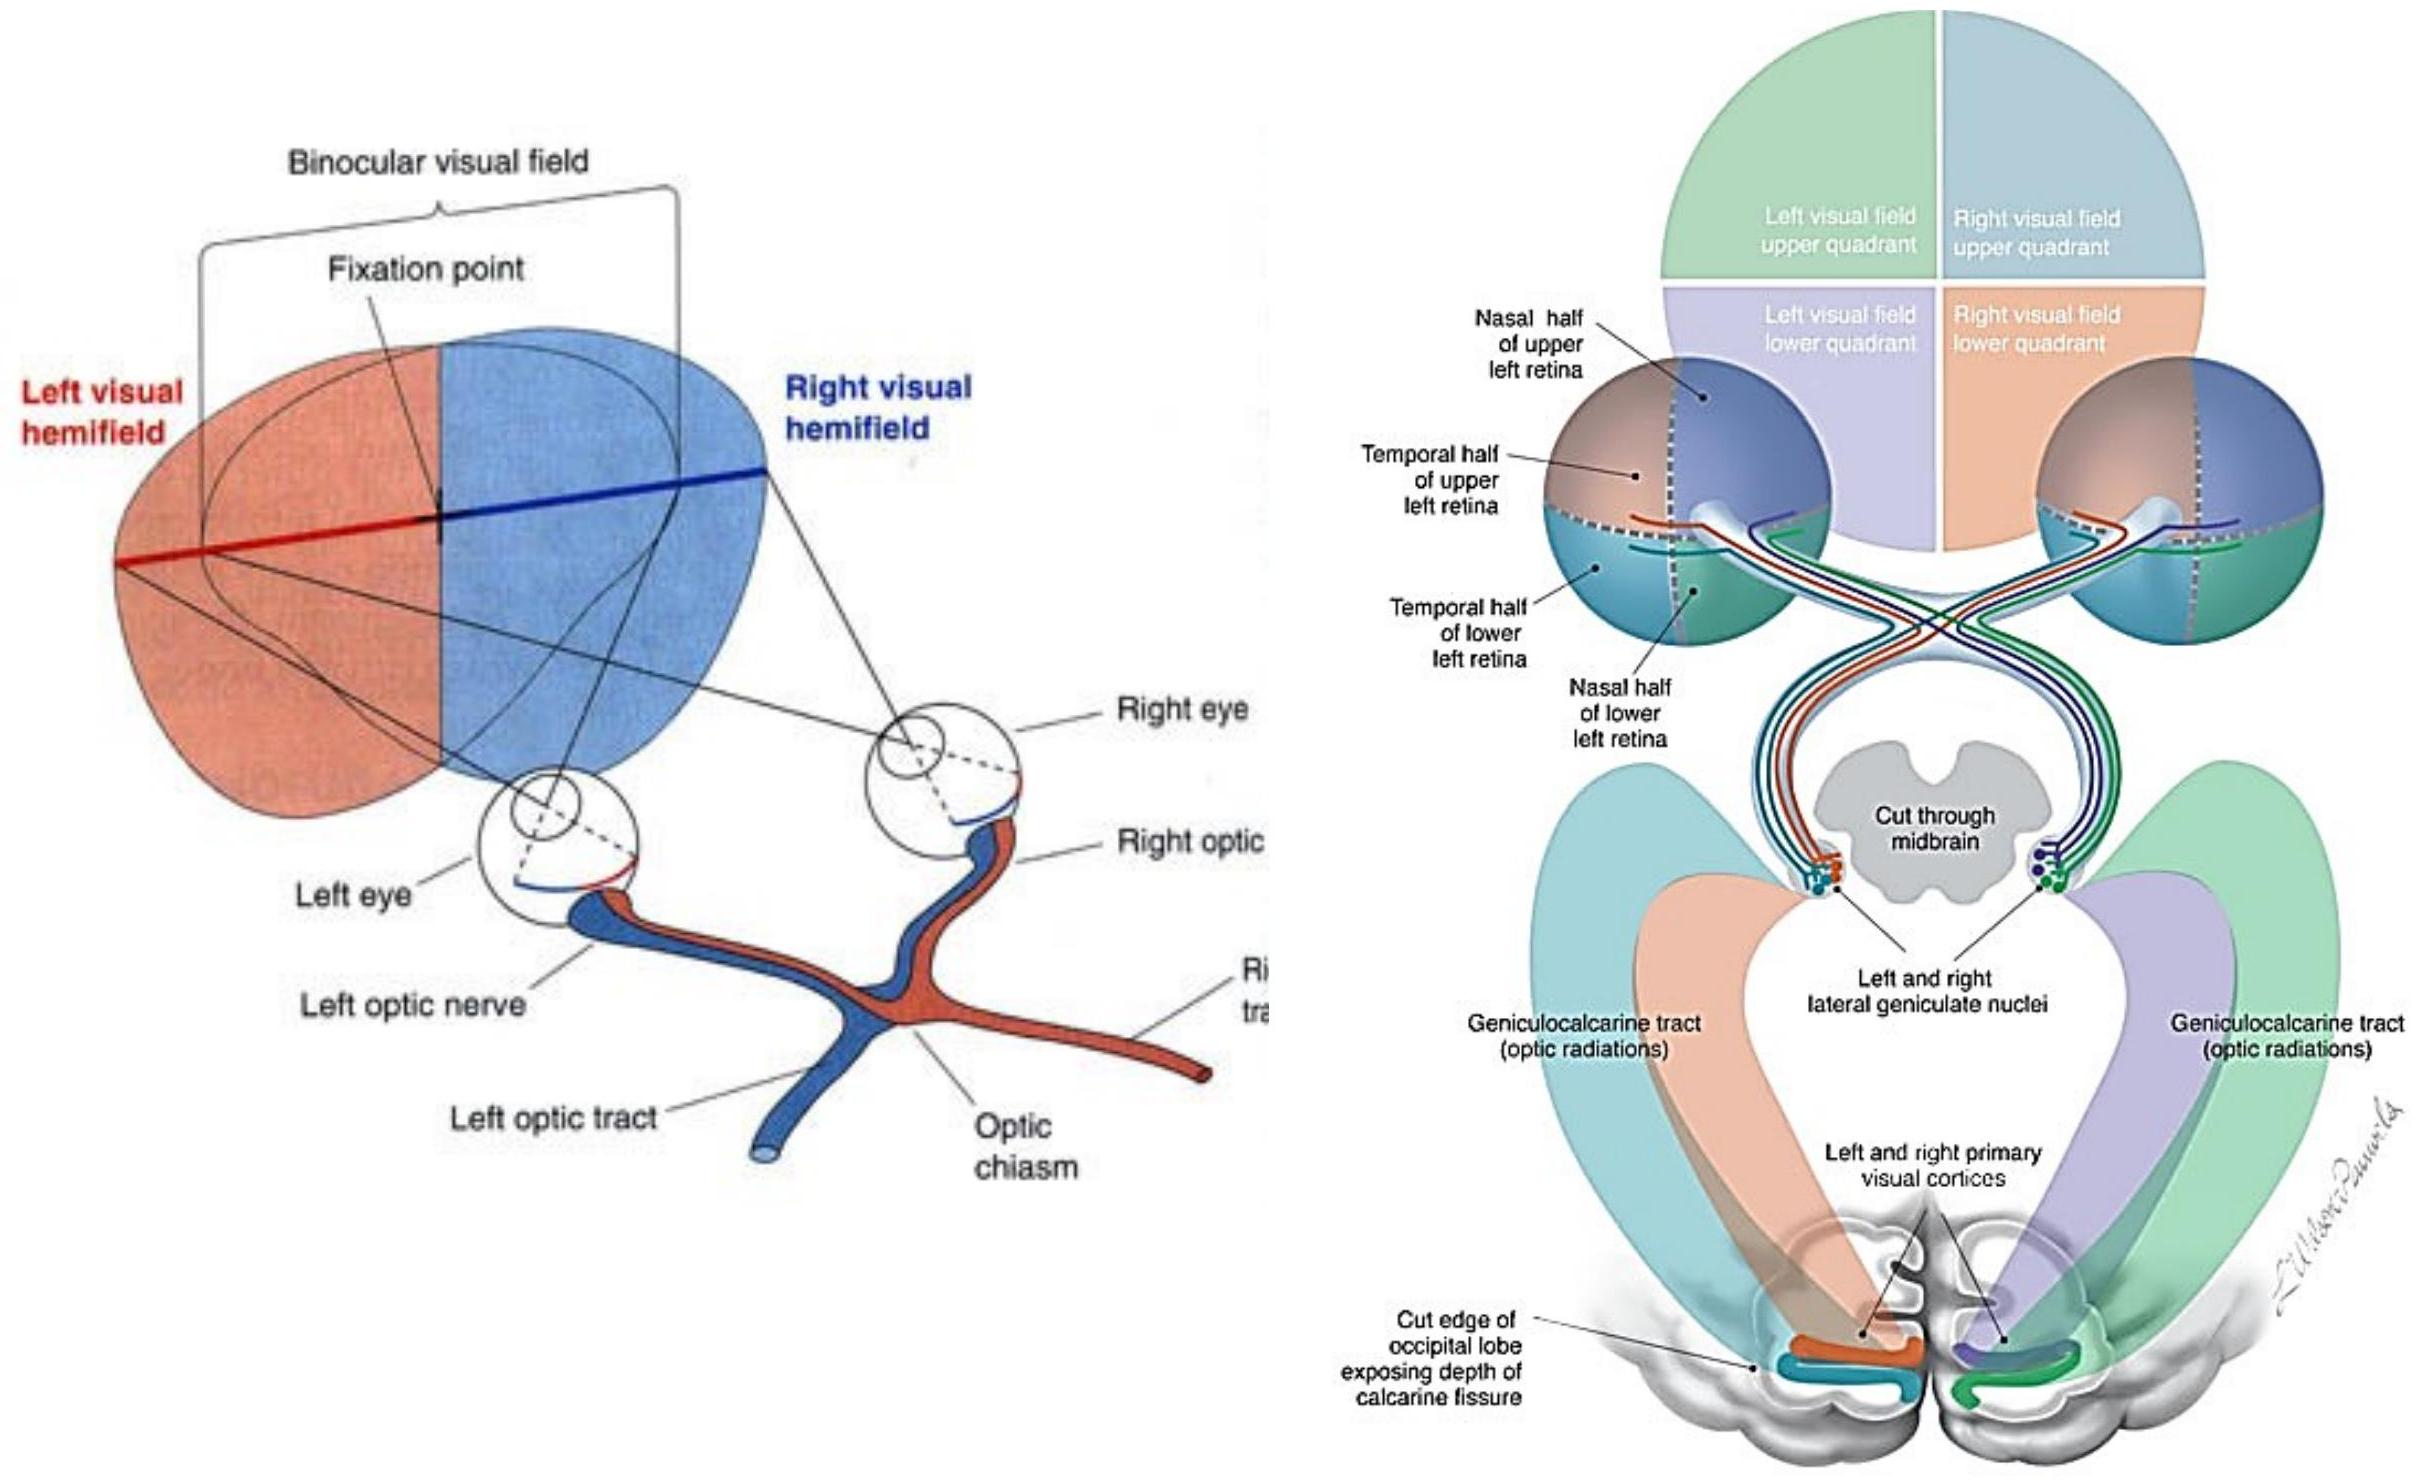 Binocular visual field
Fixation point
Left visual
hemifield
Right visual
hemifield
Right eye
Right optic
Left eye
Left optic nerve
Ri
tra
Left optic tract
Optic
chiasm
Left visual field
upper quadrant
Right visual field
upper quadrant
Left visual field
lower quadrant
Right visual field
lower quadrant
Nasal half
of upper
left retina
Temporal half
of upper
left retina
Temporal half
of lower
left retina
Nasal half
of lower
left retina
Cut through
midbrain
Left and right
lateral geniculate nuclei
Geniculocalcarine tract
(optic radiations)
Geniculocalcarine tract
(optic radiations)
Left and right primary
visual cortices
Cut edge of
occipital lobe
exposing depth of
calcarine fissure